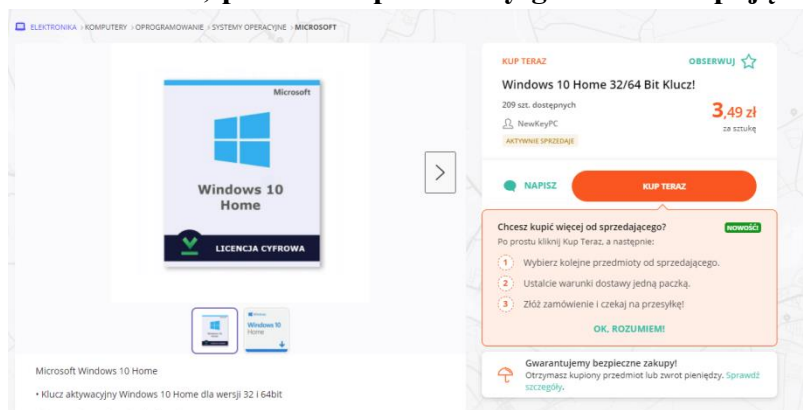 ELEKTRONIKA › KOMPUTERY › OPROGRAMOWANIE › SYSTEMY OPERACYJNE › MICROSOFT
Microsoft
Windows 10
Home
LICENCJA CYFROWA
Windows 10
Home
Microsoft Windows 10 Home
• Klucz aktywacyjny Windows 10 Home dla wersji 32 i 64bit
KUP TERAZ
OBSERWUJ
Windows 10 Home 32/64 Bit Klucz!
209 szt. dostępnych
3,49 zł
za sztukę
NewKeyPC
AKTYWNIE SPRZEDAJE
NAPISZ
KUP TERAZ
Chcesz kupić więcej od sprzedającego?
NOWOŚĆ!
Po prostu kliknij Kup Teraz, a następnie:
1 Wybierz kolejne przedmioty od sprzedającego.
2 Ustalcie warunki dostawy jedną paczką.
3 Złóż zamówienie i czekaj na przesyłkę!
OK, ROZUMIEM!
Gwarantujemy bezpieczne zakupy!
Otrzymasz kupiony przedmiot lub zwrot pieniędzy. Sprawdź
szczegóły.